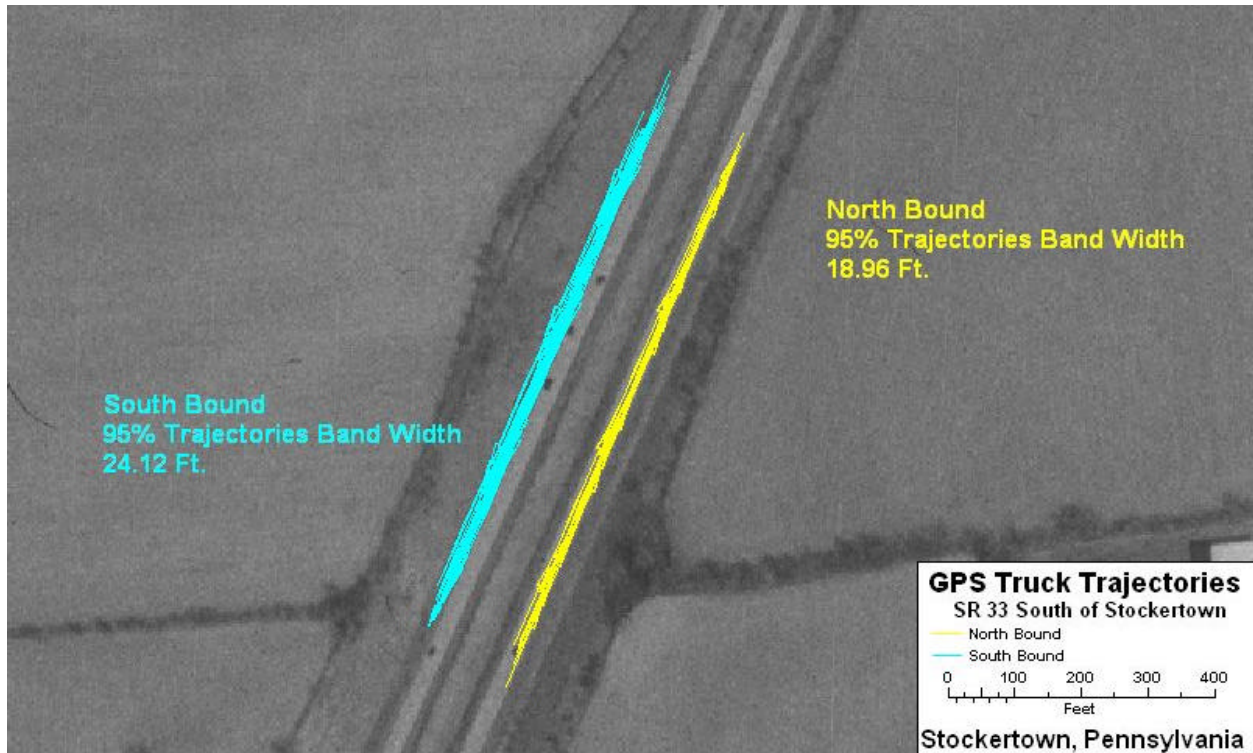 North Bound
95% Trajectories Band Width
18.96 Ft.
South Bound
95% Trajectories Band Width
24.12 Ft.
GPS Truck Trajectories
SR 33 South of Stockertown
North Bound
South Bound
0 100 200 300 400
Feet
Stockertown, Pennsylvania